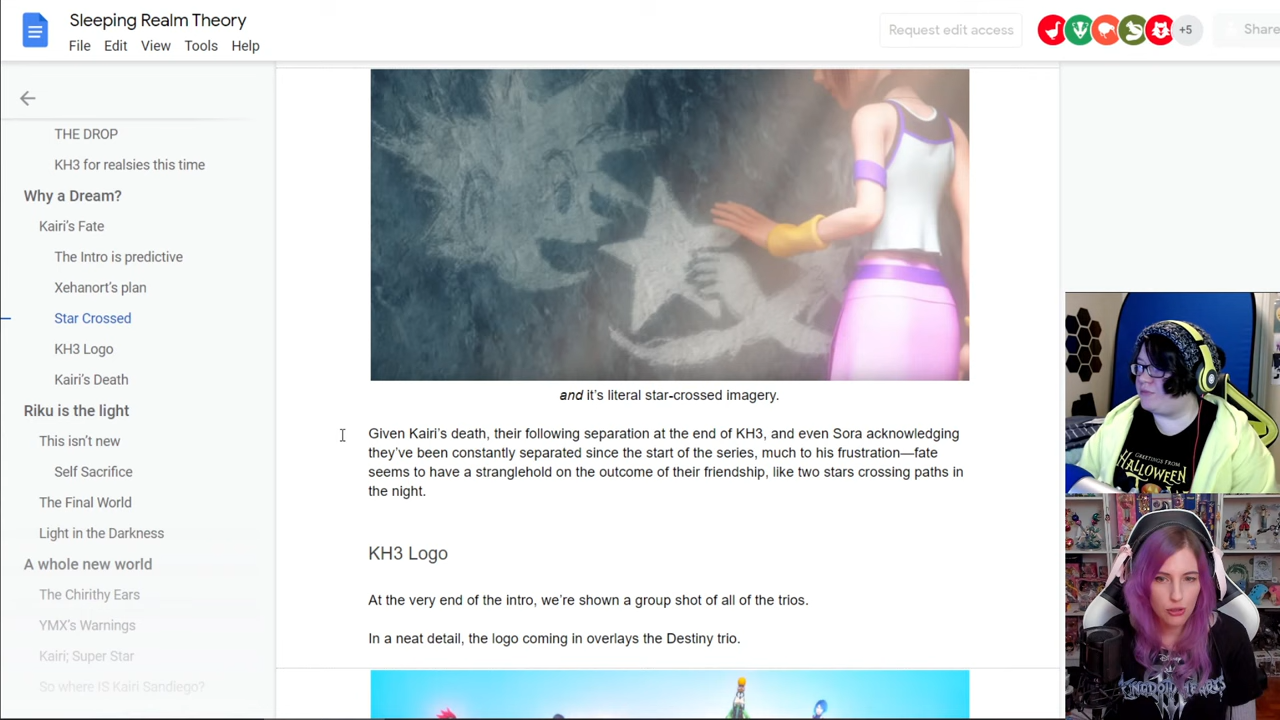 Sleeping Realm Theory
File Edit View Tools Help
Request edit access
+5
Share
THE DROP
KH3 for realsies this time
Why a Dream?
Kairi's Fate
The Intro is predictive
Xehanort's plan
Star Crossed
KH3 Logo
Kairi's Death
Riku is the light
This isn't new
Self Sacrifice
The Final World
Light in the Darkness
A whole new world
The Chirithy Ears
YMX's Warnings
Kairi; Super Star
So where IS Kairi Sandiego?
and it's literal star-crossed imagery.
Given Kairi's death, their following separation at the end of KH3, and even Sora acknowledging
they've been constantly separated since the start of the series, much to his frustration—fate
seems to have a stranglehold on the outcome of their friendship, like two stars crossing paths in
the night.
KH3 Logo
At the very end of the intro, we're shown a group shot of all of the trios.
In a neat detail, the logo coming in overlays the Destiny trio.
GREETINGS FROM
HALLOWEEN
Disney
KINGDOM HEARTS